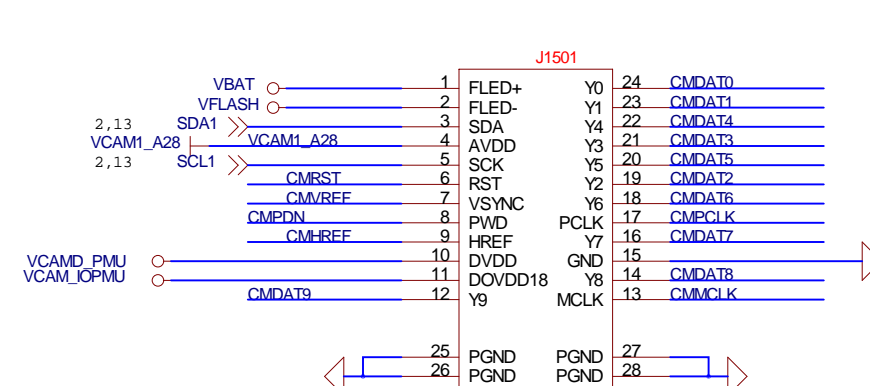 J1501
VBAT 1 FLED+ Y0 24 CMDAT0
VFLASH 2 FLED- Y1 23 CMDAT1
2,13 SDA1 3 SDA Y4 22 CMDAT4
VCAM1_A28 VCAM1_A28 4 AVDD Y3 21 CMDAT3
2,13 SCL1 5 SCK Y5 20 CMDAT5
CMRST 6 RST Y2 19 CMDAT2
CMVREF 7 VSYNC Y6 18 CMDAT6
CMPDN 8 PWD PCLK 17 CMPCLK
CMHREF 9 HREF Y7 16 CMDAT7
VCAMD_PMU 10 DVDD GND 15
VCAM_IOPMU 11 DOVDD18 Y8 14 CMDAT8
CMDAT9 12 Y9 MCLK 13 CMMCLK
25 PGND PGND 27
26 PGND PGND 28